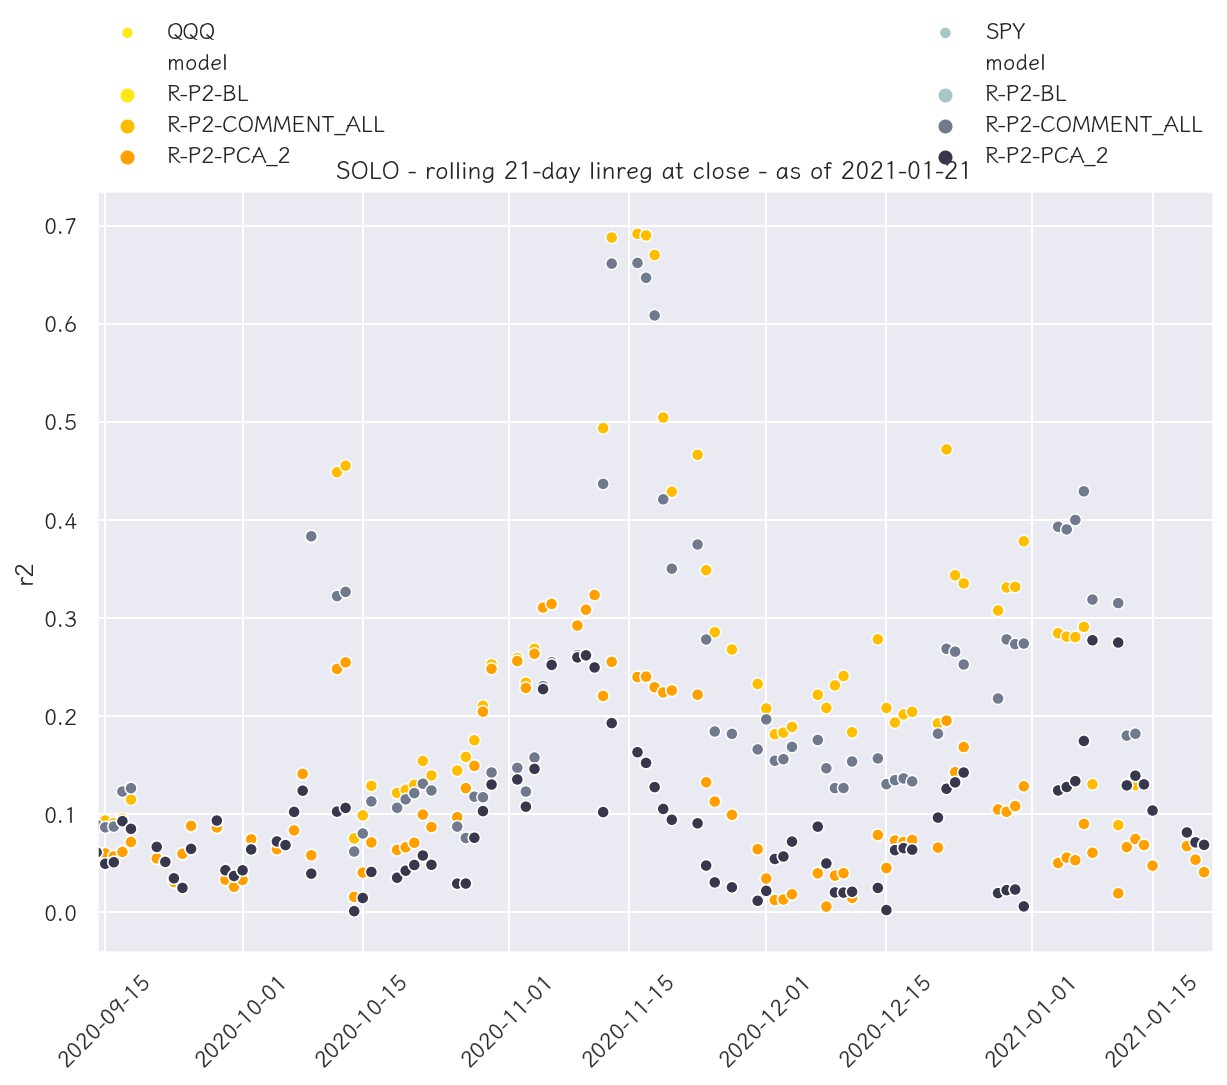 QQQ
model
R-P2-BL
R-P2-COMMENT_ALL
R-P2-PCA_2
SPY
model
R-P2-BL
R-P2-COMMENT_ALL
R-P2-PCA_2
SOLO - rolling 21-day linreg at close - as of 2021-01-21
0.7
0.6
0.5
0.4
0.3
0.2
0.1
0.0
r2
2020-09-15
2020-10-01
2020-10-15
2020-11-01
2020-11-15
2020-12-01
2020-12-15
2021-01-01
2021-01-15